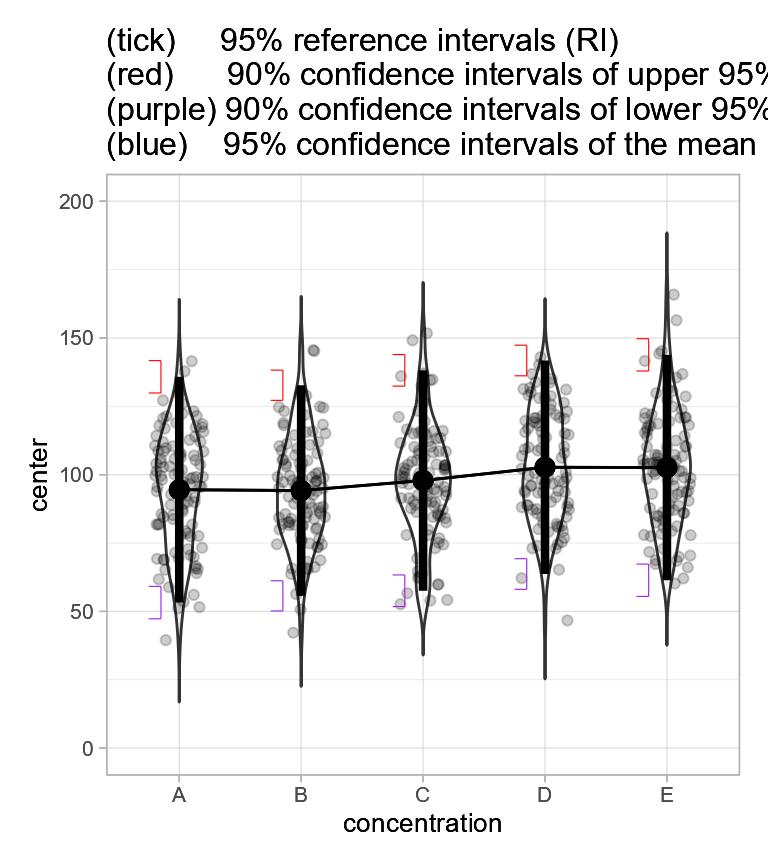 (tick) 95% reference intervals (RI)
(red) 90% confidence intervals of upper 95%
(purple) 90% confidence intervals of lower 95%
(blue) 95% confidence intervals of the mean
200
150
100
50
0
center
A B C D E
concentration